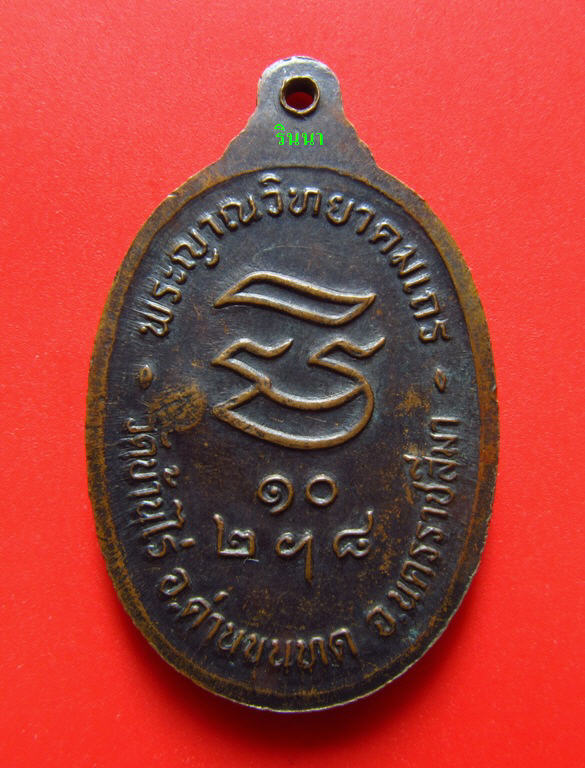 รินนา
พระญาณวิทยาคมเถร
๑๐
๒ ๙ ๘
วัดบ้านไร่ อ.ด่านขุนทด จ.นครราชสีมา